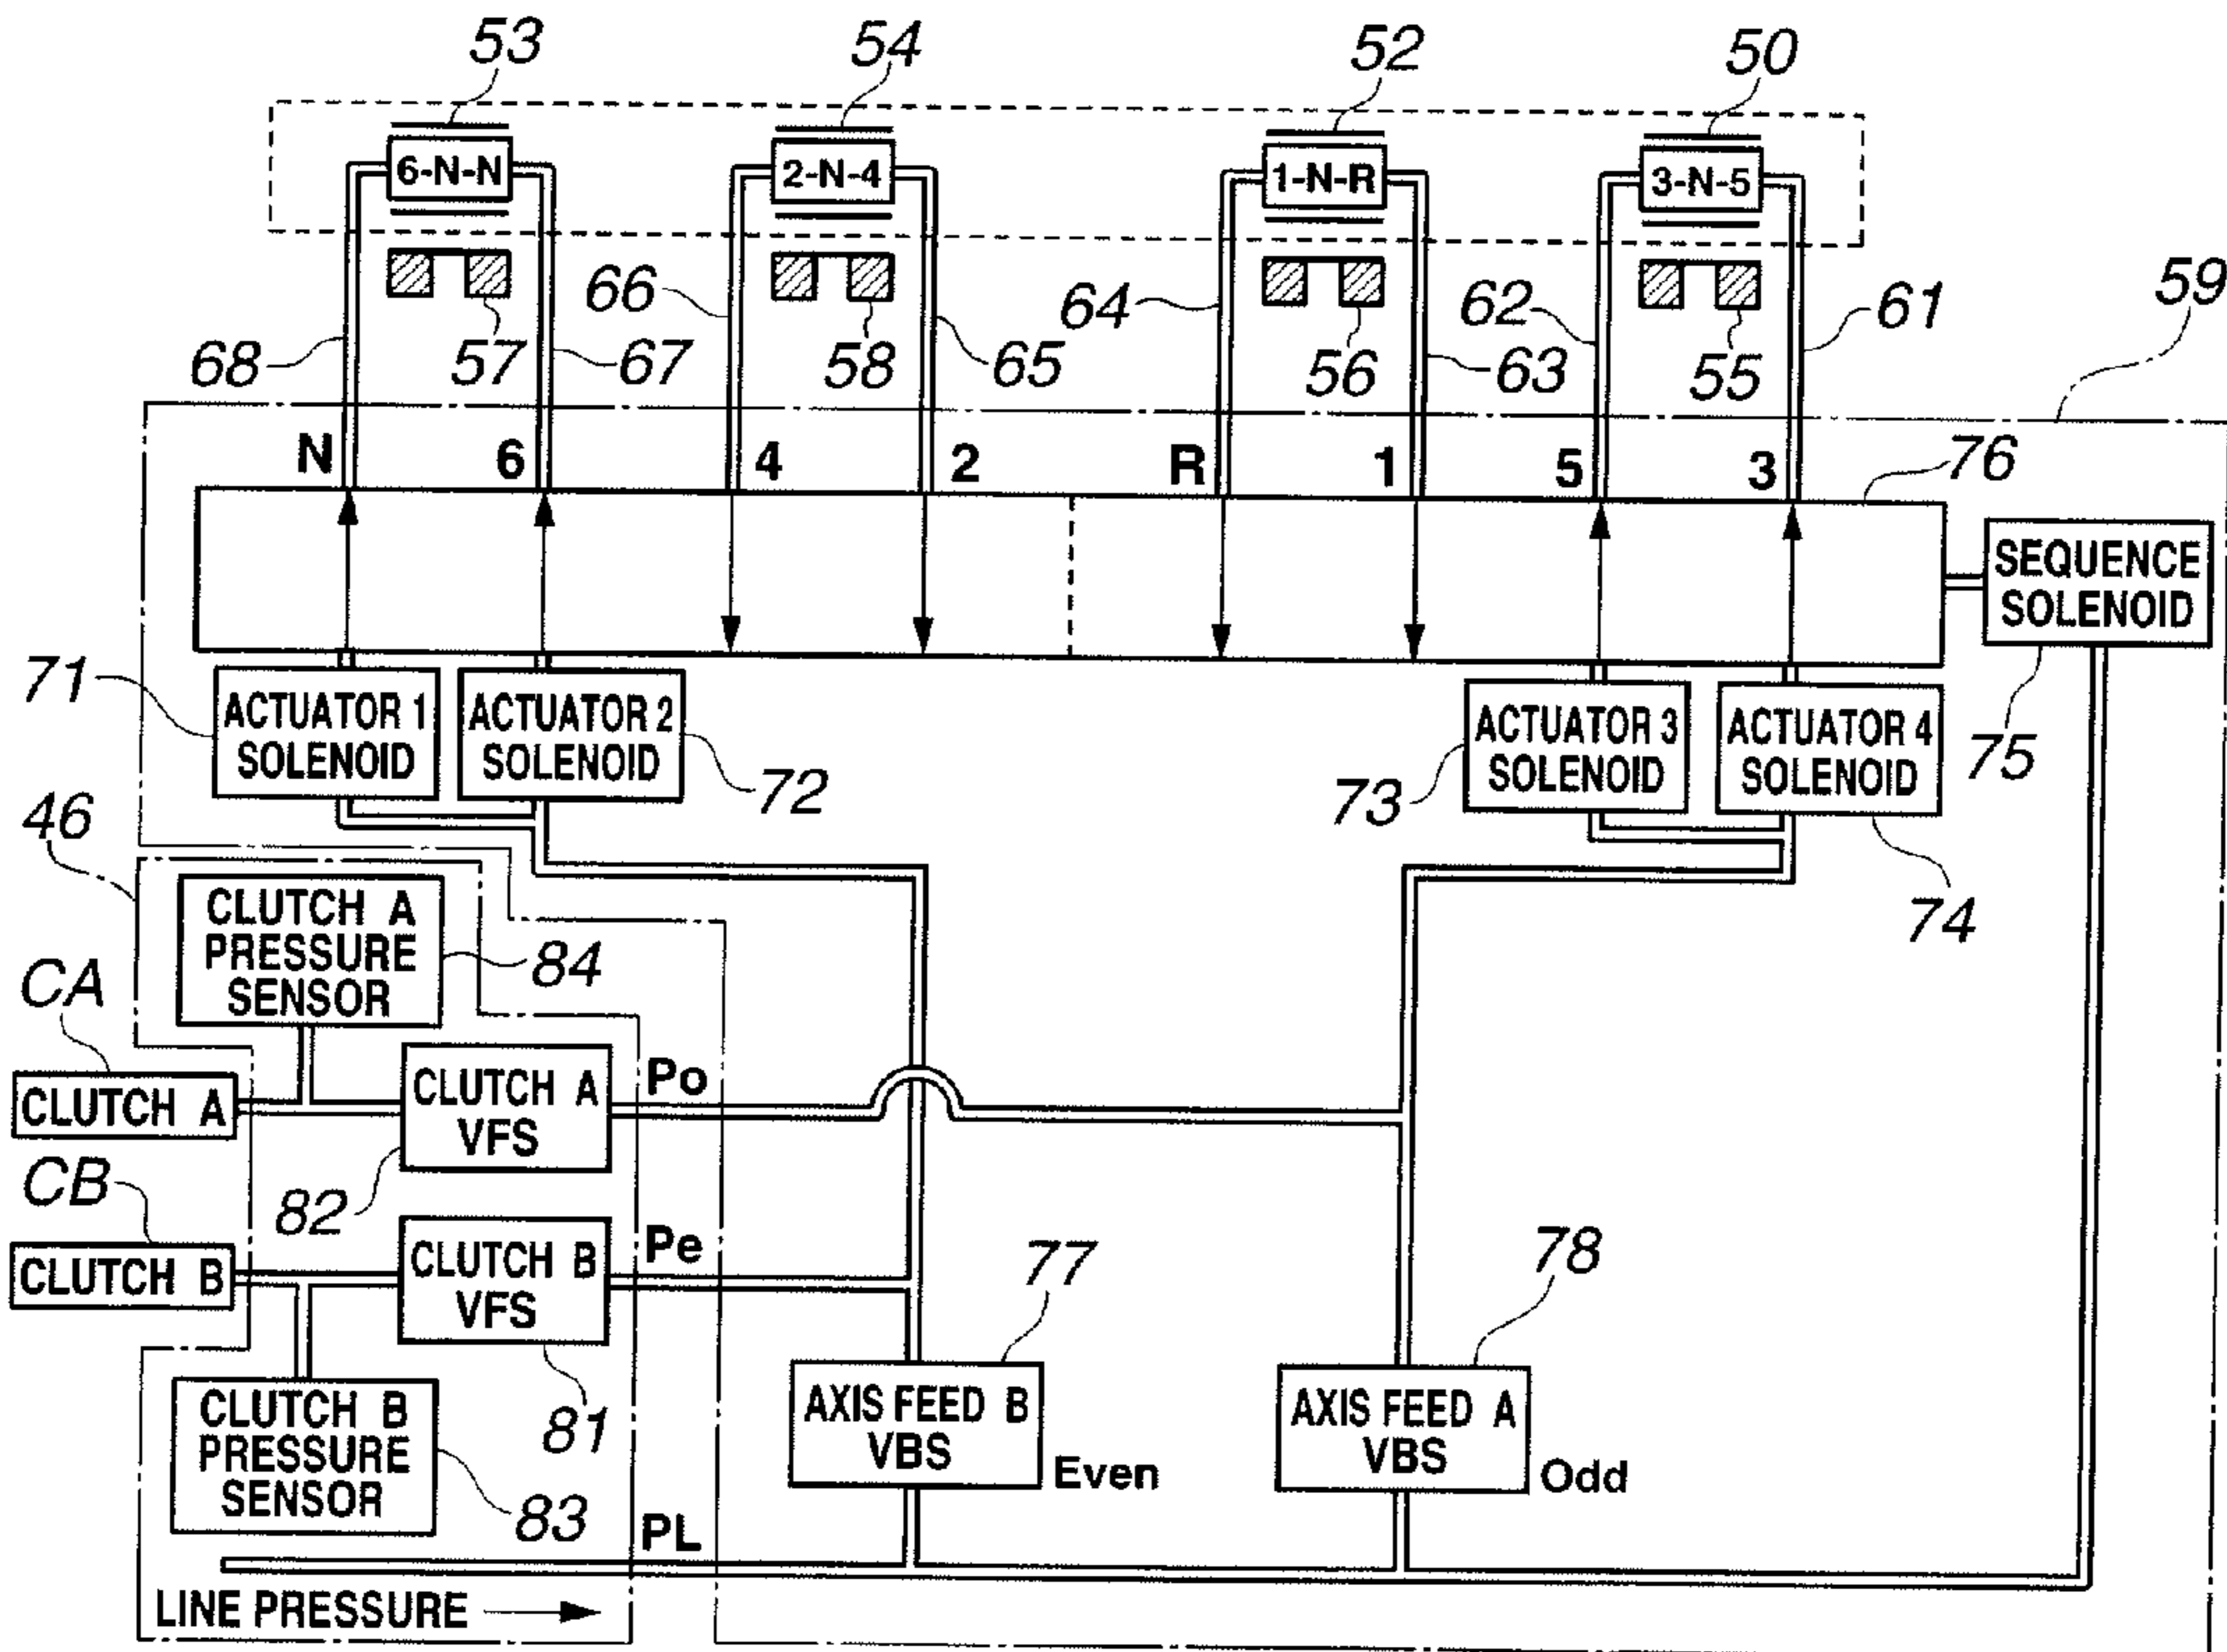 53
54
52
50
6-N-N
2-N-4
1-N-R
3-N-5
59
68
57
67
66
58
65
64
56
63
62
55
61
N
6
4
2
R
1
5
3
76
SEQUENCE
SOLENOID
71
ACTUATOR 1
SOLENOID
ACTUATOR 2
SOLENOID
72
73
ACTUATOR 3
SOLENOID
ACTUATOR 4
SOLENOID
75
74
46
CLUTCH A
PRESSURE
SENSOR
84
CA
CLUTCH A
CLUTCH A
VFS
Po
82
CB
CLUTCH B
CLUTCH B
VFS
Pe
81
77
78
AXIS FEED B
VBS
Even
AXIS FEED A
VBS
Odd
CLUTCH B
PRESSURE
SENSOR
83
PL
LINE PRESSURE